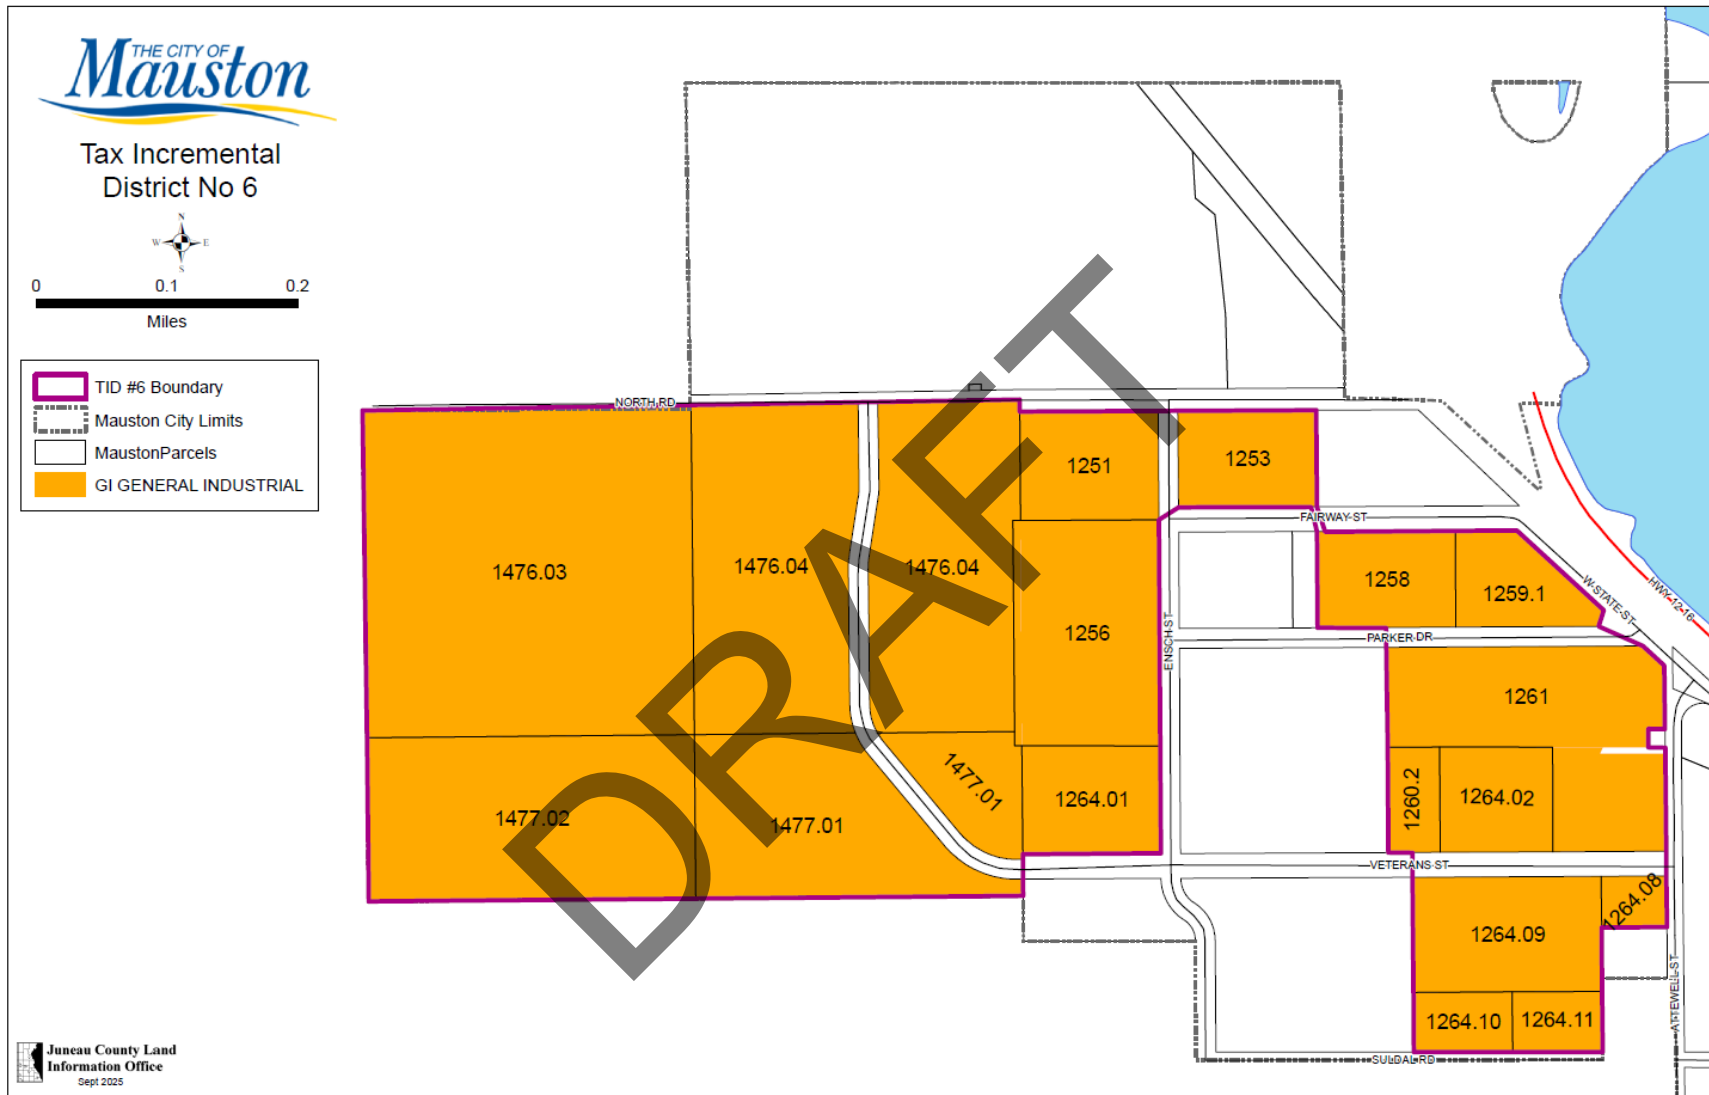 THE CITY OF
Mauston
Tax Incremental
District No 6
N
W E
S
0 0.1 0.2
Miles
TID #6 Boundary
Mauston City Limits
MaustonParcels
GI GENERAL INDUSTRIAL
NORTH RD
1251
1253
FAIRWAY ST
1476.03
1476.04
1476.04
1258
1259.1
W STATE ST
HWY 12 16
1256
ENSCH ST
PARKER DR
1261
1477.01
1264.01
1260.2
1264.02
1477.02
1477.01
VETERANS ST
1264.08
1264.09
1264.10
1264.11
ATTEWELL ST
SULDAL RD
DRAFT
Juneau County Land
Information Office
Sept 2025